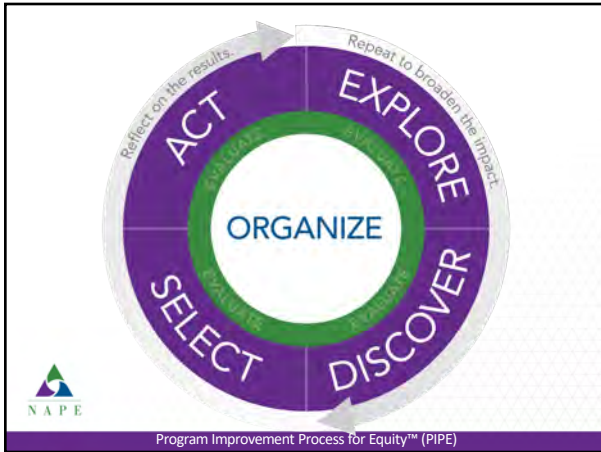 Reflect on the results.
Repeat to broaden the impact.
ACT
EXPLORE
EVALUATE
EVALUATE
ORGANIZE
SELECT
DISCOVER
EVALUATE
EVALUATE
NAPE
Program Improvement Process for Equity™ (PIPE)